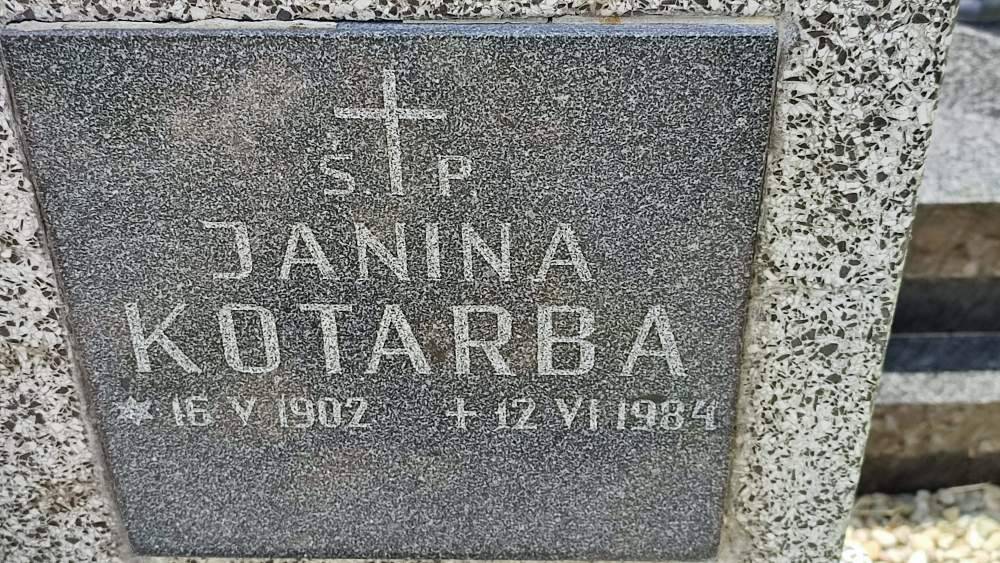 Ś. P.
JANINA
KOTARBA
* 16 V 1902 + 12 VI 1984